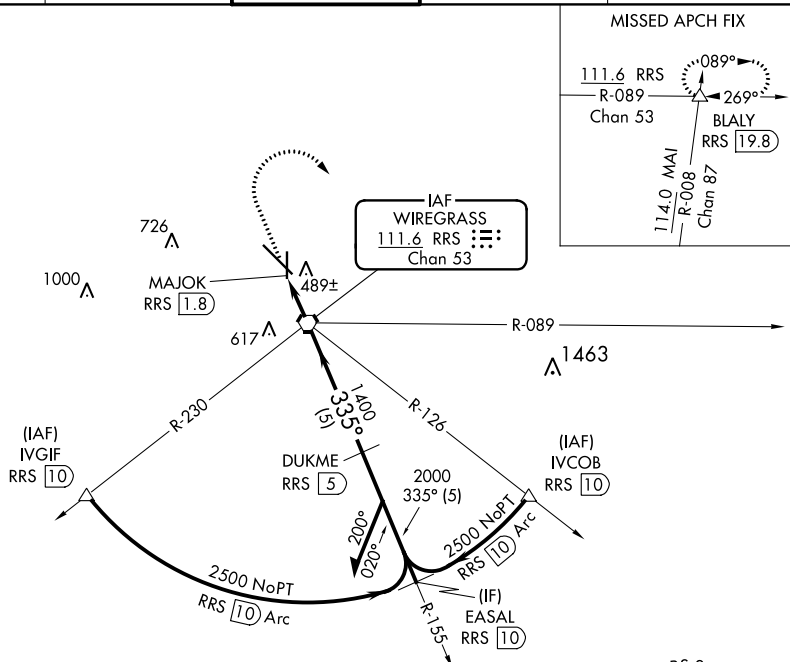 MISSED APCH FIX
089°
111.6 RRS
R-089
Chan 53
269°
BLALY
RRS 19.8
114.0 MAI
R-008
Chan 87
IAF
WIREGRASS
111.6 RRS
Chan 53
726
1000
MAJOK
RRS 1.8
489±
617
R-089
1463
R-230
1400
335°
(5)
R-126
(IAF)
IVGIF
RRS 10
DUKME
RRS 5
2000
335° (5)
(IAF)
IVCOB
RRS 10
200°
020°
2500 NoPT
RRS 10 Arc
2500 NoPT
RRS 10 Arc
(IF)
EASAL
RRS 10
R-155